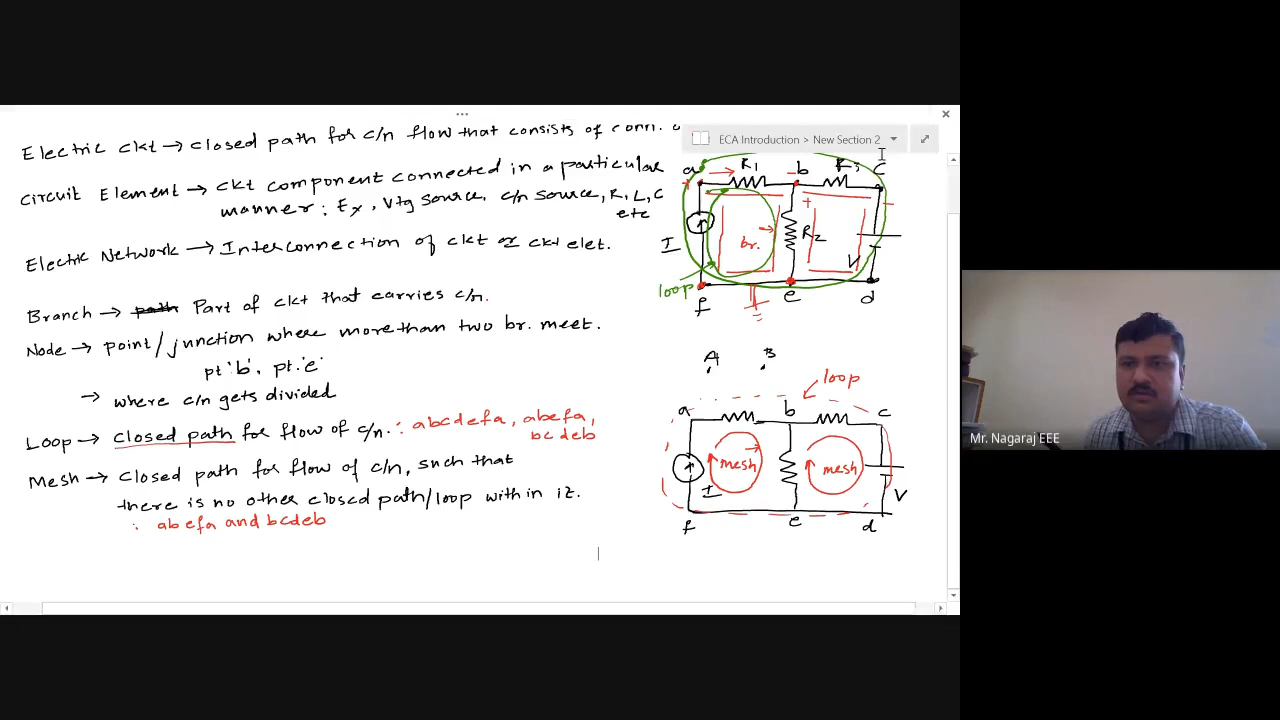 ECA Introduction > New Section 2
Electric ckt → closed path for c/n flow that consists of conn.
Circuit Element → ckt component connected in a particular
manner: Ex, Vtg source, c/n source, R, L, C
etc
Electric Network → Interconnection of ckt or ckt elet.
Branch → path Part of ckt that carries c/n.
Node → point/junction where more than two br. meet.
pt 'b', pt. 'e'
→ where c/n gets divided
Loop → closed path for flow of c/n. : abcdefa, abefa,
bcdeb
Mesh → closed path for flow of c/n, such that
there is no other closed path/loop within it.
: abefa and bcdeb
I
a R1 b C
+ - + -
I br. R2 V
loop
f e d
A B
loop
a b c
mesh mesh
I V
f e d
Mr. Nagaraj EEE